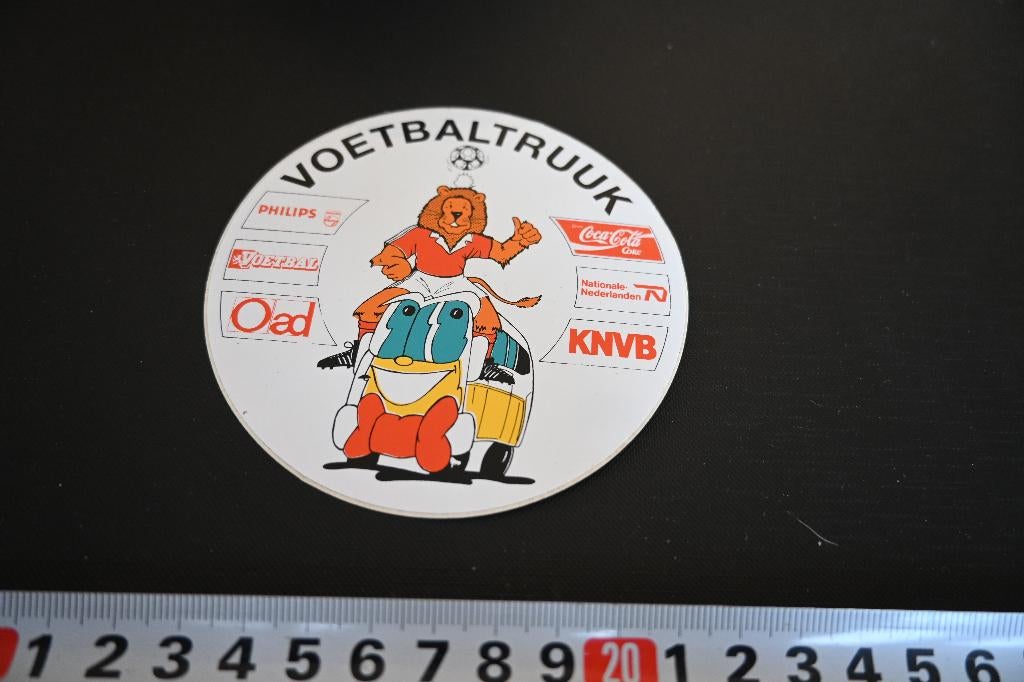 VOETBALTRUUK
PHILIPS
VOETBAL
Oad
Coca-Cola
COKE
Nationale-
Nederlanden
KNVB
1 2 3 4 5 6 7 8 9 20 1 2 3 4 5 6